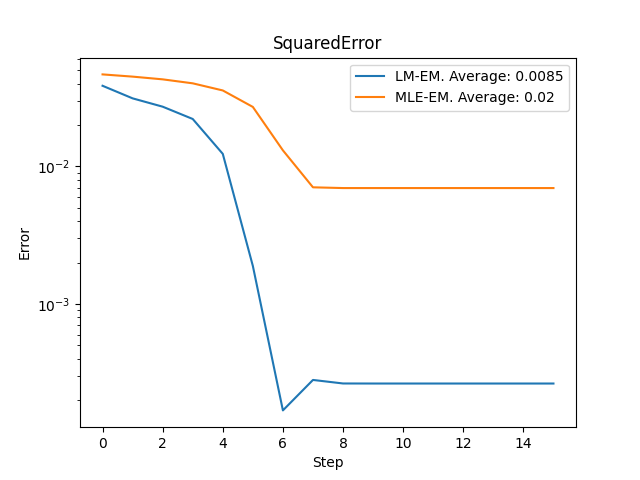 SquaredError
LM-EM. Average: 0.0085
MLE-EM. Average: 0.02
10⁻²
10⁻³
Error
0 2 4 6 8 10 12 14
Step